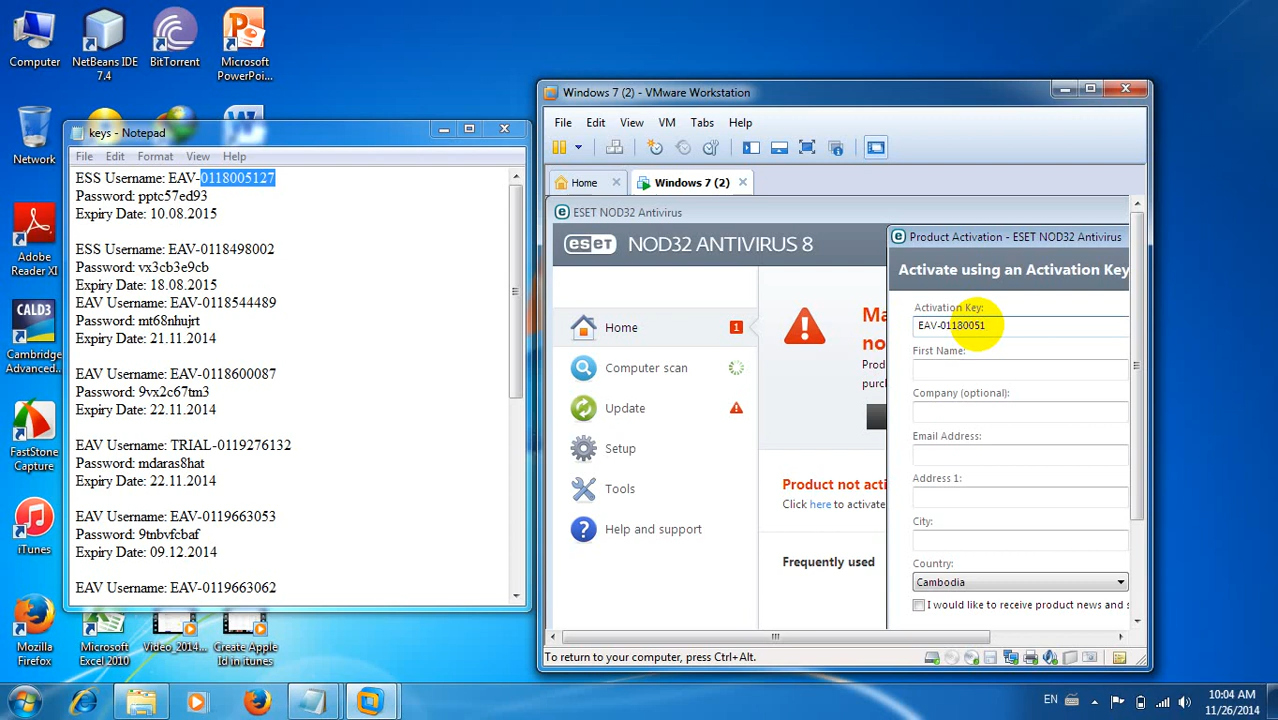 Computer
NetBeans IDE 7.4
BitTorrent
Microsoft PowerPoi...
Network
Adobe Reader XI
Cambridge Advanced...
FastStone Capture
iTunes
Mozilla Firefox
Microsoft Excel 2010
Video_2014...
Create Apple Id in itunes
keys - Notepad
File Edit Format View Help
ESS Username: EAV-0118005127
Password: pptc57ed93
Expiry Date: 10.08.2015
ESS Username: EAV-0118498002
Password: vx3cb3e9cb
Expiry Date: 18.08.2015
EAV Username: EAV-0118544489
Password: mt68nhujrt
Expiry Date: 21.11.2014
EAV Username: EAV-0118600087
Password: 9vx2c67tm3
Expiry Date: 22.11.2014
EAV Username: TRIAL-0119276132
Password: mdaras8hat
Expiry Date: 22.11.2014
EAV Username: EAV-0119663053
Password: 9tnbvfcbaf
Expiry Date: 09.12.2014
EAV Username: EAV-0119663062
Windows 7 (2) - VMware Workstation
File Edit View VM Tabs Help
Home
Windows 7 (2)
ESET NOD32 Antivirus
eset NOD32 ANTIVIRUS 8
Home 1
Computer scan
Update
Setup
Tools
Help and support
Ma
no
Prod
purc
Product not acti
Click here to activate
Frequently used
Product Activation - ESET NOD32 Antivirus
Activate using an Activation Key
Activation Key:
EAV-01180051
First Name:
Company (optional):
Email Address:
Address 1:
City:
Country:
Cambodia
I would like to receive product news and s
To return to your computer, press Ctrl+Alt.
EN
10:04 AM
11/26/2014
CALD3